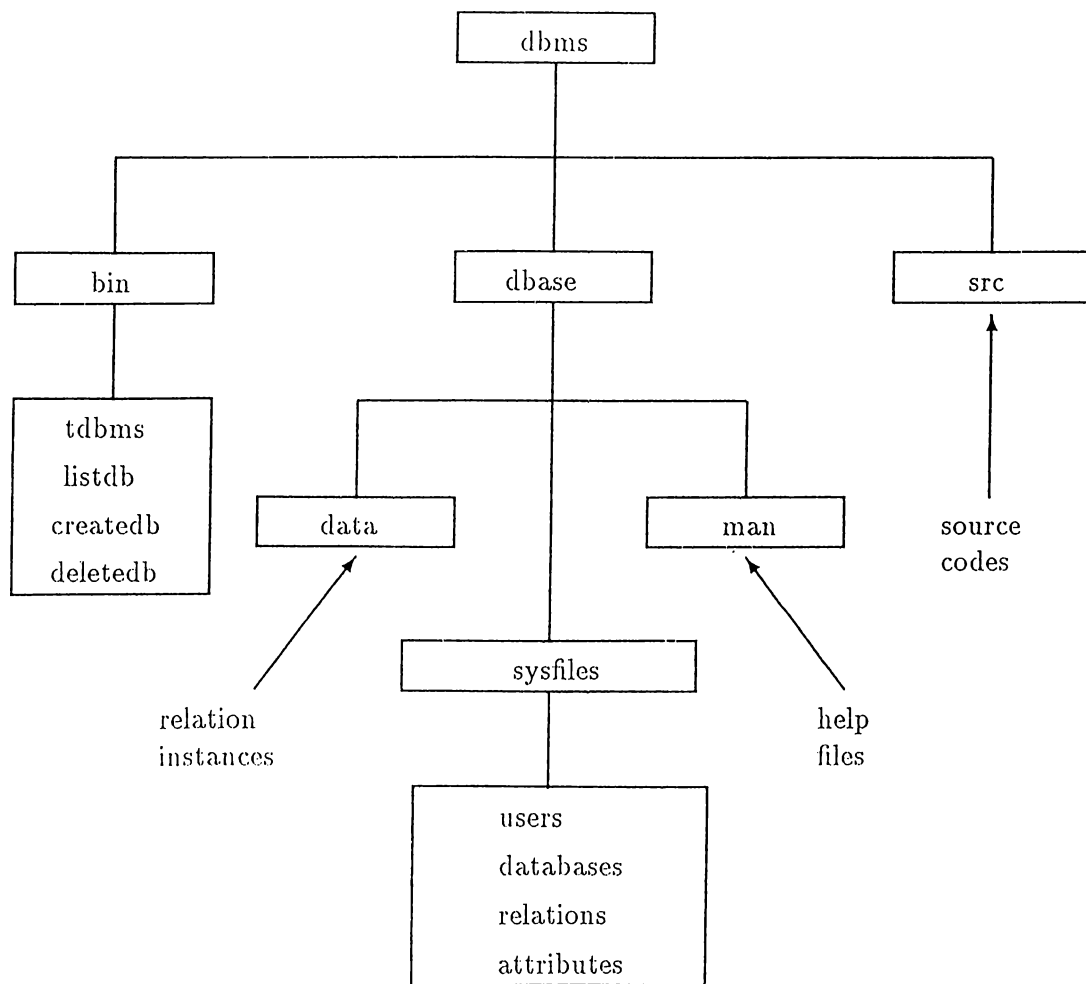 dbms
bin
dbase
src
tdbms
listdb
createdb
deletedb
data
man
source
codes
sysfiles
relation
instances
help
files
users
databases
relations
attributes